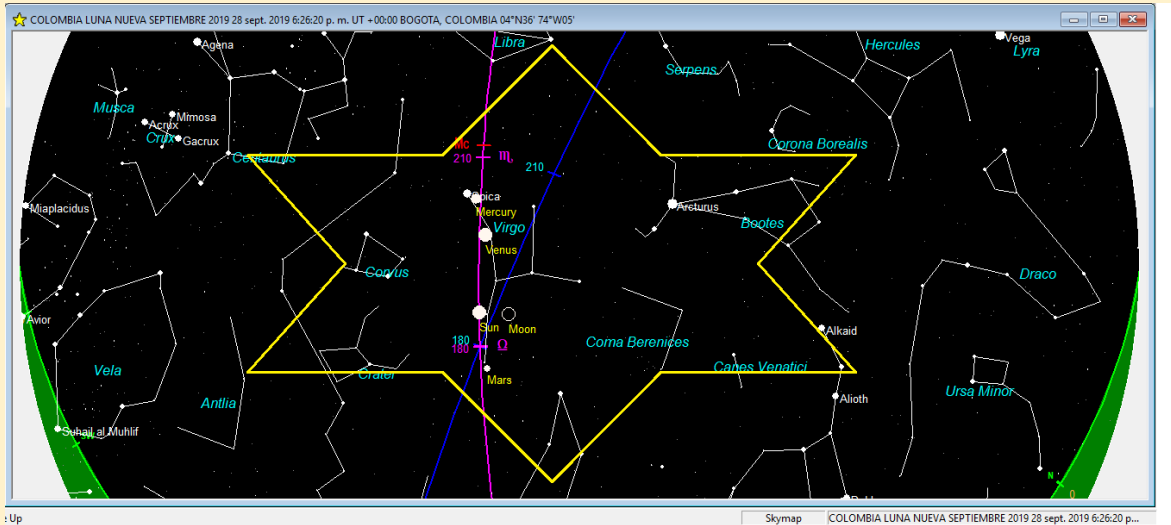 COLOMBIA LUNA NUEVA SEPTIEMBRE 2019 28 sept. 2019 6:26:20 p. m. UT +00:00 BOGOTA, COLOMBIA 04°N36' 74°W05'
Agena
Libra
Hercules
Vega
Lyra
Serpens
Musca
Mimosa
Acrux
Crux
Gacrux
Centaurus
Mc
210 ♏
210
Corona Borealis
Miaplacidus
Spica
Mercury
Virgo
Arcturus
Bootes
Venus
Corvus
Draco
Avior
Sun
Moon
Alkaid
180
180 Ω
Coma Berenices
Vela
Crater
Mars
Canes Venatici
Antlia
Alioth
Ursa Minor
Suhail al Muhlif
SW
N
0
e Up
Skymap
COLOMBIA LUNA NUEVA SEPTIEMBRE 2019 28 sept. 2019 6:26:20 p...